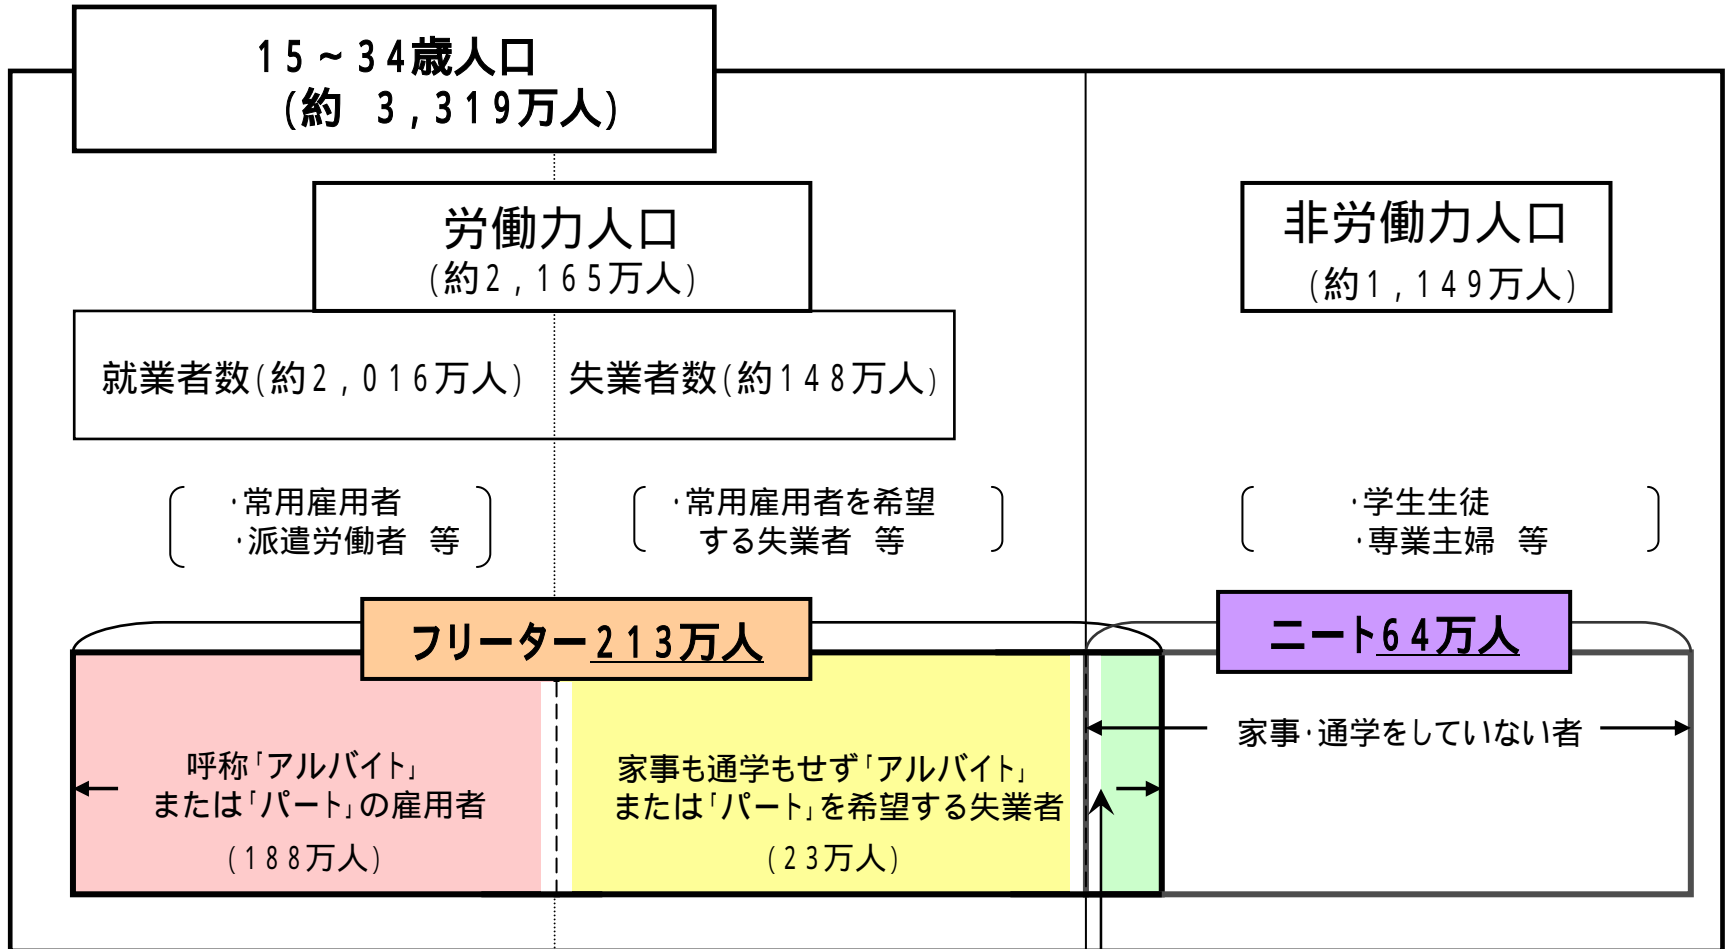 15~34歳人口
(約 3,319万人)
労働力人口
(約2,165万人)
非労働力人口
(約1,149万人)
就業者数(約2,016万人)
失業者数(約148万人)
・常用雇用者
・派遣労働者 等
・常用雇用者を希望
する失業者 等
・学生生徒
・専業主婦 等
フリーター213万人
ニート64万人
呼称「アルバイト」
または「パート」の雇用者
(188万人)
家事も通学もせず「アルバイト」
または「パート」を希望する失業者
(23万人)
家事・通学をしていない者